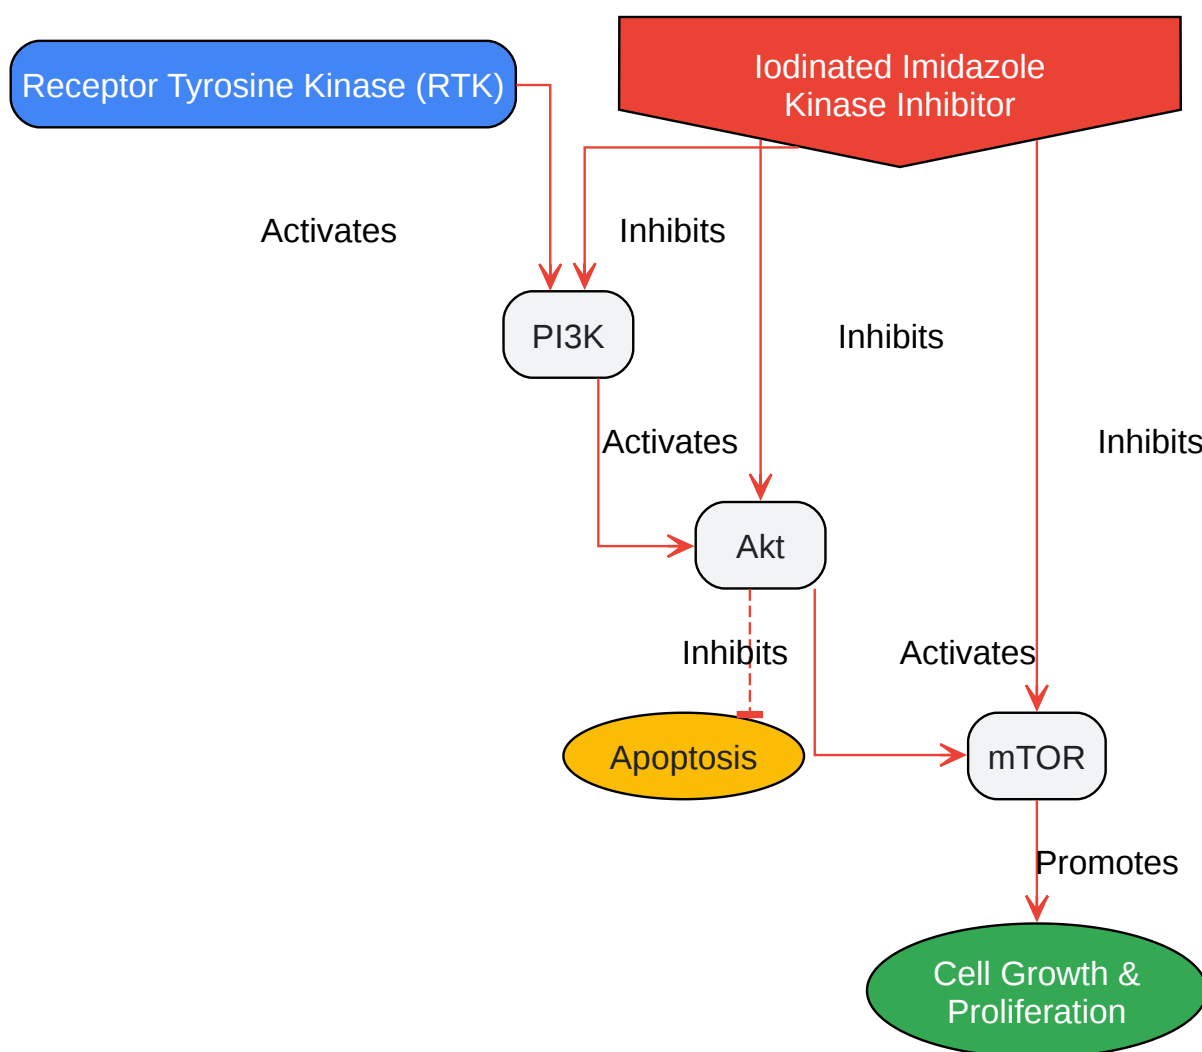 Receptor Tyrosine Kinase (RTK)
Iodinated Imidazole
Kinase Inhibitor
Activates
Inhibits
PI3K
Inhibits
Activates
Inhibits
Akt
Inhibits
Activates
Apoptosis
mTOR
Promotes
Cell Growth &
Proliferation